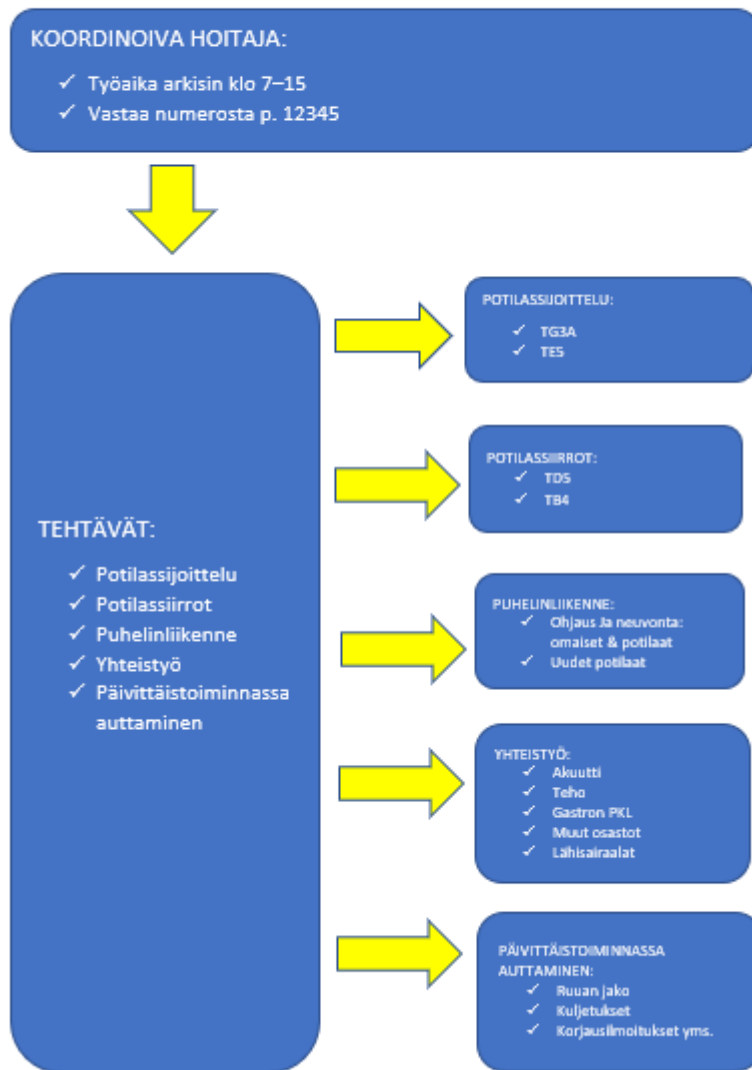 KOORDINOIVA HOITAJA:
✓ Työaika arkisin klo 7–15
✓ Vastaa numerosta p. 12345
TEHTÄVÄT:
✓ Potilassijoittelu
✓ Potilassiirrot
✓ Puhelinliikenne
✓ Yhteistyö
✓ Päivittäistoiminnassa
auttaminen
POTILASSIJOITTELU:
✓ TG3A
✓ TE5
POTILASSIIRROT:
✓ TD5
✓ TB4
PUHELINLIIKENNE:
✓ Ohjaus Ja neuvonta:
omaiset & potilaat
✓ Uudet potilaat
YHTEISTYÖ:
✓ Akuutti
✓ Teho
✓ Gastron PKL
✓ Muut osastot
✓ Lähisairaalat
PÄIVITTÄISTOIMINNASSA
AUTTAMINEN:
✓ Ruuan jako
✓ Kuljetukset
✓ Korjausilmoitukset yms.